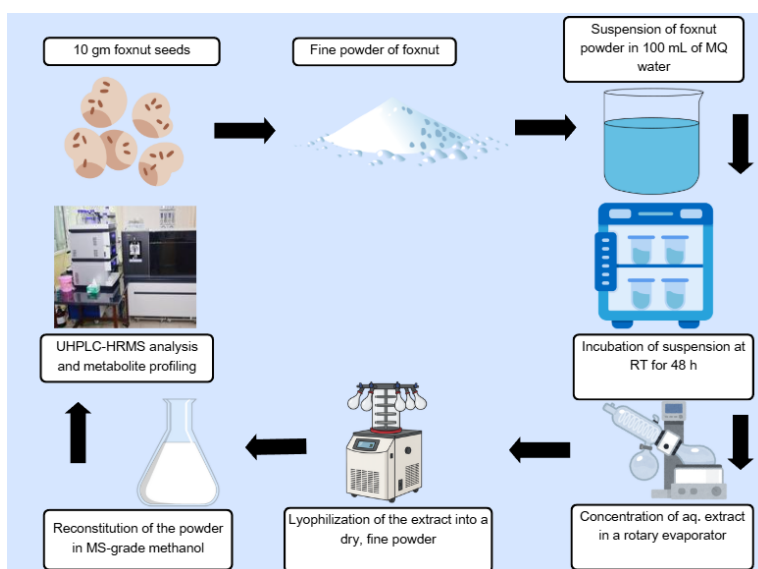 10 gm foxnut seeds
Fine powder of foxnut
Suspension of foxnut
powder in 100 mL of MQ
water
Incubation of suspension at
RT for 48 h
Concentration of aq. extract
in a rotary evaporator
Lyophilization of the extract into a
dry, fine powder
Reconstitution of the powder
in MS-grade methanol
UHPLC-HRMS analysis
and metabolite profiling